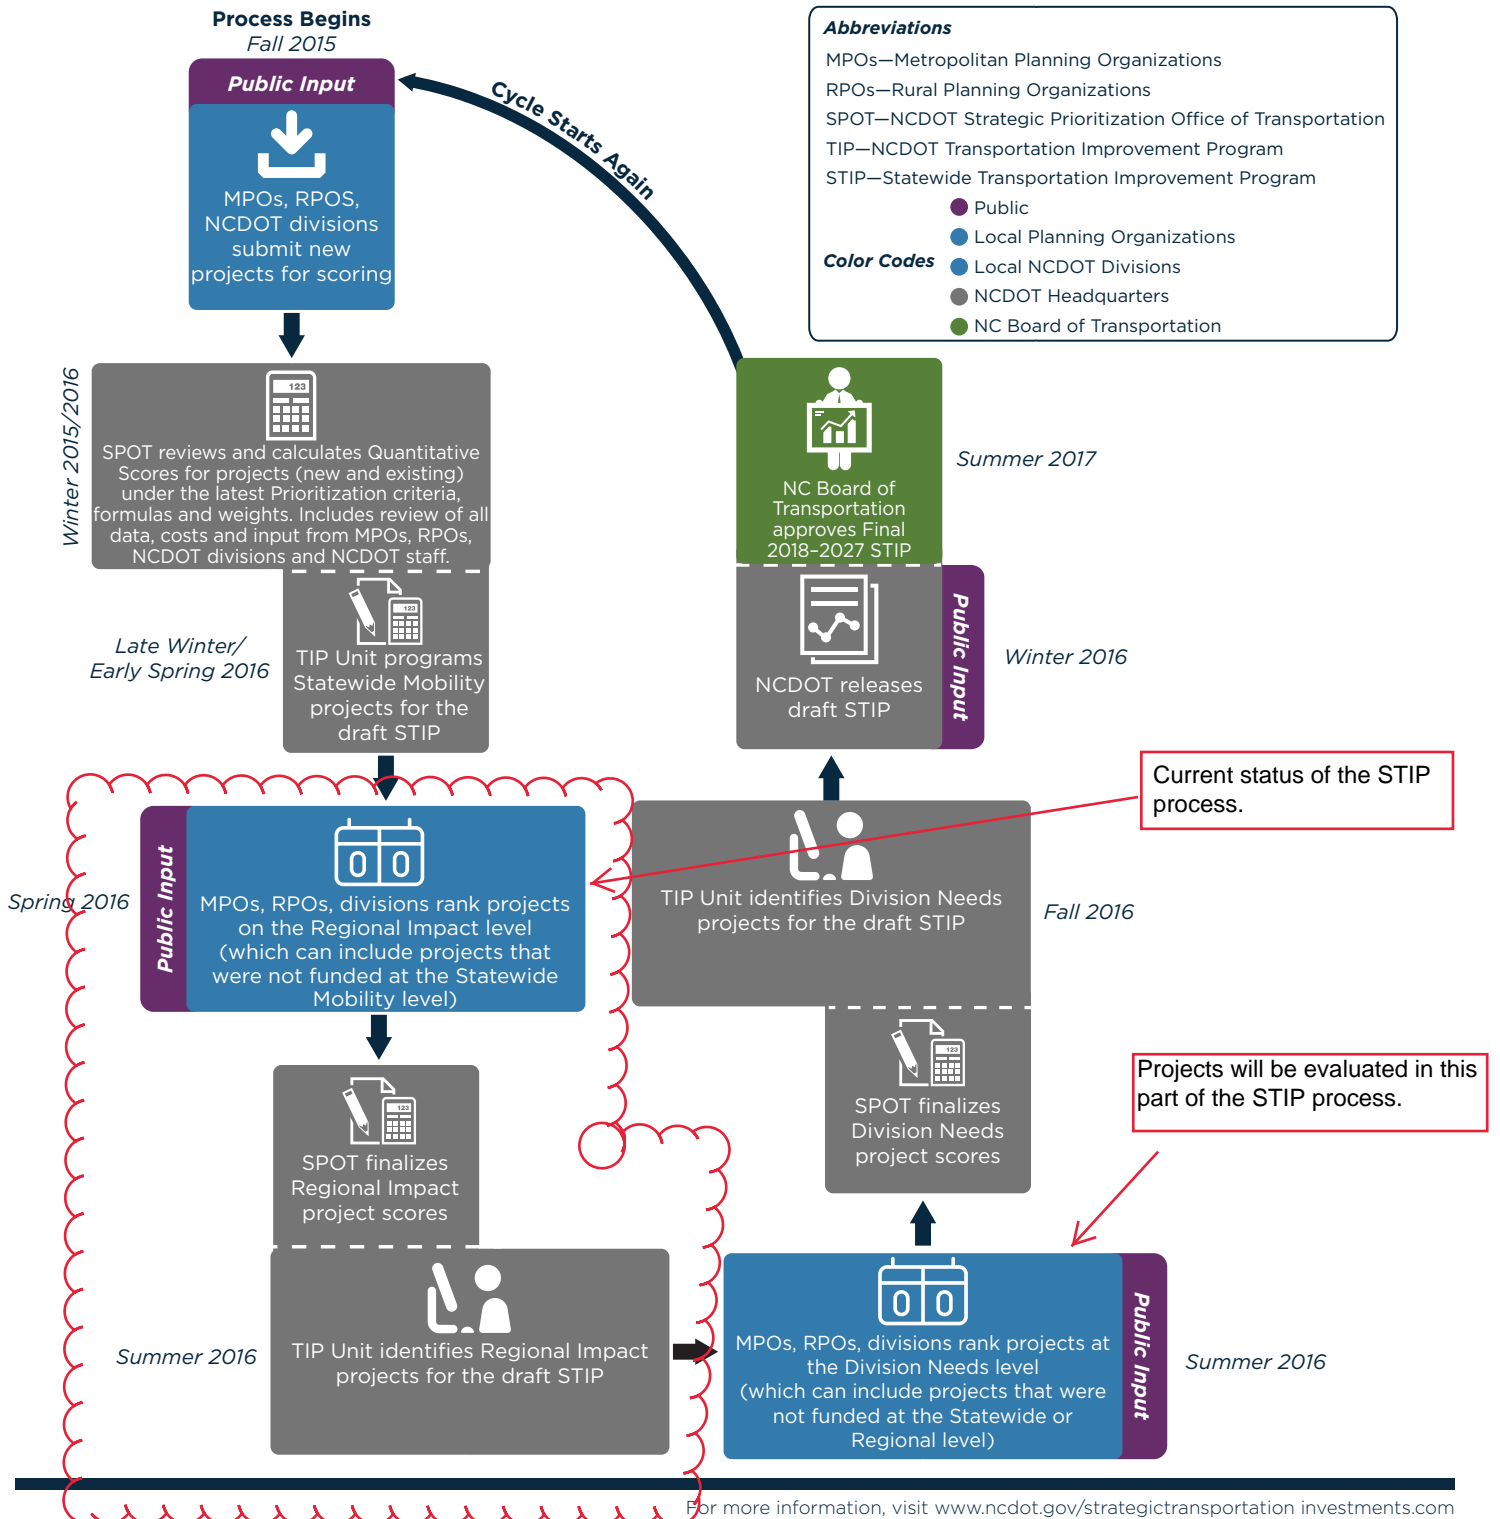 Process Begins
Fall 2015
Public Input
MPOs, RPOS,
NCDOT divisions
submit new
projects for scoring
Cycle Starts Again
Abbreviations
MPOs—Metropolitan Planning Organizations
RPOs—Rural Planning Organizations
SPOT—NCDOT Strategic Prioritization Office of Transportation
TIP—NCDOT Transportation Improvement Program
STIP—Statewide Transportation Improvement Program
Color Codes
Public
Local Planning Organizations
Local NCDOT Divisions
NCDOT Headquarters
NC Board of Transportation
Winter 2015/2016
123
SPOT reviews and calculates Quantitative
Scores for projects (new and existing)
under the latest Prioritization criteria,
formulas and weights. Includes review of all
data, costs and input from MPOs, RPOs,
NCDOT divisions and NCDOT staff.
Late Winter/
Early Spring 2016
123
TIP Unit programs
Statewide Mobility
projects for the
draft STIP
Spring 2016
Public Input
0 0
MPOs, RPOs, divisions rank projects
on the Regional Impact level
(which can include projects that
were not funded at the Statewide
Mobility level)
123
SPOT finalizes
Regional Impact
project scores
Summer 2016
TIP Unit identifies Regional Impact
projects for the draft STIP
0 0
MPOs, RPOs, divisions rank projects at
the Division Needs level
(which can include projects that were
not funded at the Statewide or
Regional level)
Public Input
Summer 2016
Projects will be evaluated in this
part of the STIP process.
123
SPOT finalizes
Division Needs
project scores
TIP Unit identifies Division Needs
projects for the draft STIP
Fall 2016
Current status of the STIP
process.
NCDOT releases
draft STIP
Public Input
Winter 2016
NC Board of
Transportation
approves Final
2018–2027 STIP
Summer 2017
For more information, visit www.ncdot.gov/strategictransportation investments.com